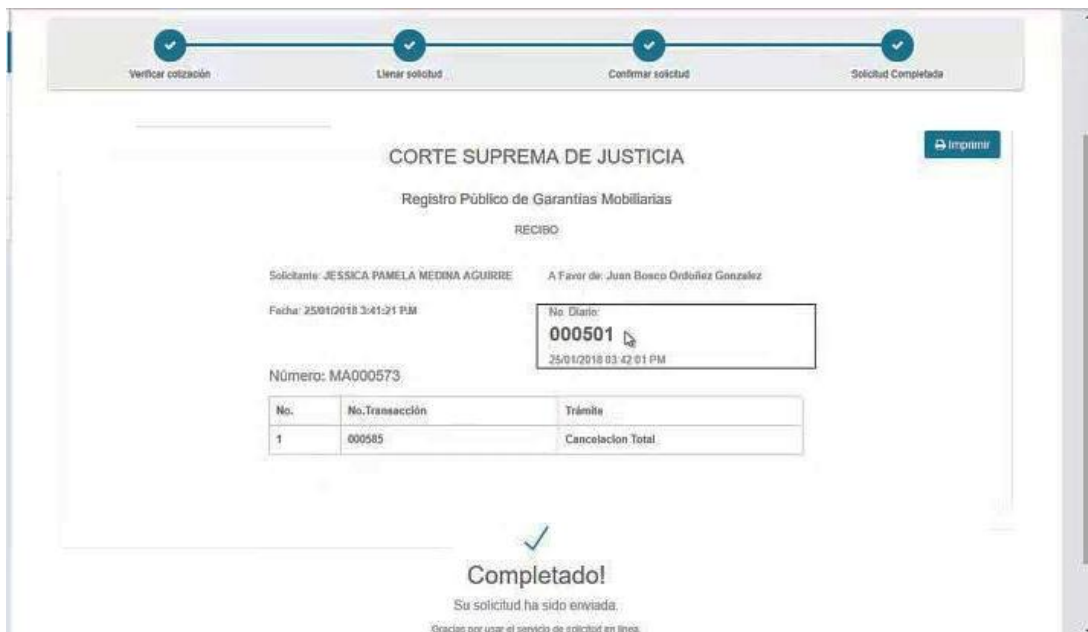 Verificar cotización
Llenar solicitud
Confirmar solicitud
Solicitud Completada
Imprimir
CORTE SUPREMA DE JUSTICIA
Registro Público de Garantías Mobiliarias
RECIBO
Solicitante: JESSICA PAMELA MEDINA AGUIRRE A Favor de: Juan Bosco Ordoñez Gonzalez
Fecha: 25/01/2018 3:41:21 P.M
No. Diario:
000501
25/01/2018 03:42:01 PM
Número: MA000573
No. No.Transacción Trámite
1 000585 Cancelacion Total
Completado!
Su solicitud ha sido enviada.
Gracias por usar el servicio de solicitud en línea.